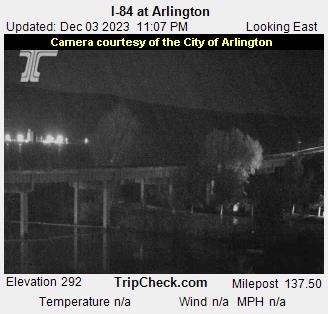 I-84 at Arlington
Updated: Dec 03 2023 11:07 PM Looking East
Camera courtesy of the City of Arlington
Elevation 292 TripCheck.com Milepost 137.50
Temperature n/a Wind n/a MPH n/a